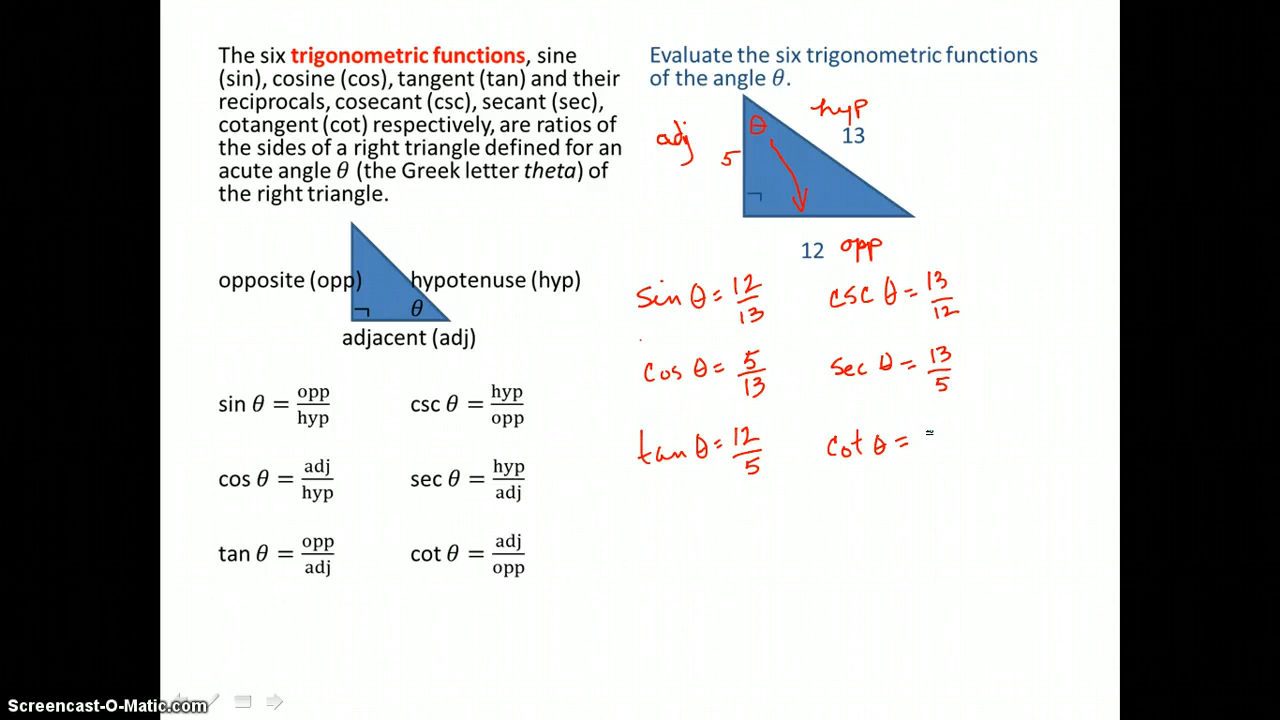 The six trigonometric functions, sine
(sin), cosine (cos), tangent (tan) and their
reciprocals, cosecant (csc), secant (sec),
cotangent (cot) respectively, are ratios of
the sides of a right triangle defined for an
acute angle θ (the Greek letter theta) of
the right triangle.
opposite (opp)
hypotenuse (hyp)
θ
adjacent (adj)
sin θ = opp/hyp
csc θ = hyp/opp
cos θ = adj/hyp
sec θ = hyp/adj
tan θ = opp/adj
cot θ = adj/opp
Evaluate the six trigonometric functions
of the angle θ.
hyp
θ
adj
13
5
12 opp
sin θ = 12/13
csc θ = 13/12
cos θ = 5/13
sec θ = 13/5
tan θ = 12/5
cot θ =
Screencast-O-Matic.com